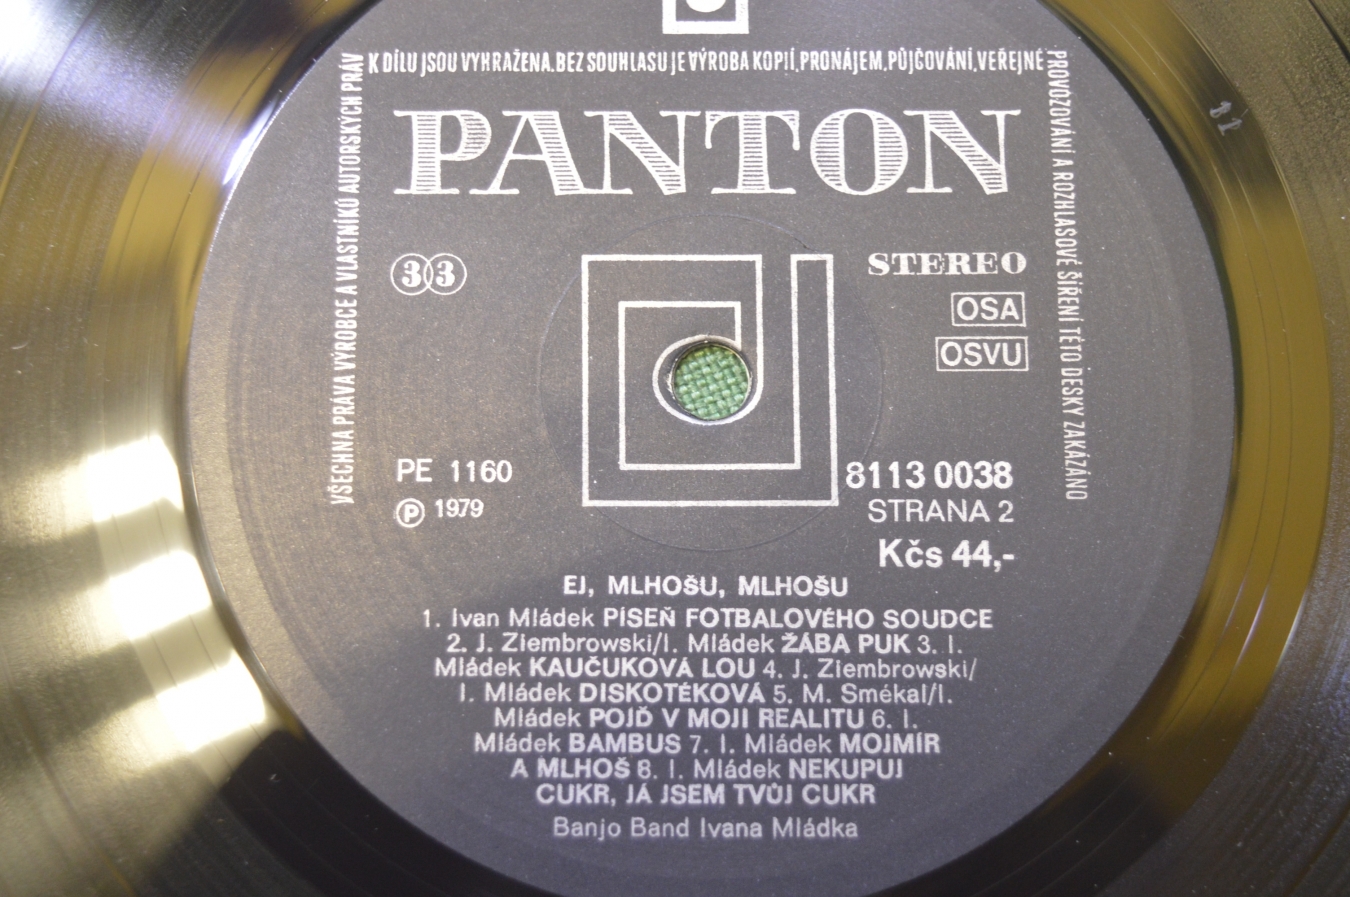 VŠECHNA PRÁVA VÝROBCE A VLASTNÍKŮ AUTORSKÝCH PRÁV
K DÍLU JSOU VYHRAŽENA. BEZ SOUHLASU JE VÝROBA KOPIÍ, PRONÁJEM, PŮJČOVÁNÍ, VEŘEJNÉ
PROVOZOVÁNÍ A ROZHLASOVÉ ŠÍŘENÍ TÉTO DESKY ZAKÁZÁNO
PANTON
33
STEREO
OSA
OSVU
PE 1160
℗ 1979
8113 0038
STRANA 2
Kčs 44,-
EJ, MLHOŠU, MLHOŠU
1. Ivan Mládek PÍSEŇ FOTBALOVÉHO SOUDCE
2. J. Ziembrowski/I. Mládek ŽÁBA PUK 3. I.
Mládek KAUČUKOVÁ LOU 4. J. Ziembrowski/
I. Mládek DISKOTÉKOVÁ 5. M. Smékal/I.
Mládek POJĎ V MOJI REALITU 6. I.
Mládek BAMBUS 7. I. Mládek MOJMÍR
A MLHOŠ 8. I. Mládek NEKUPUJ
CUKR, JÁ JSEM TVŮJ CUKR
Banjo Band Ivana Mládka